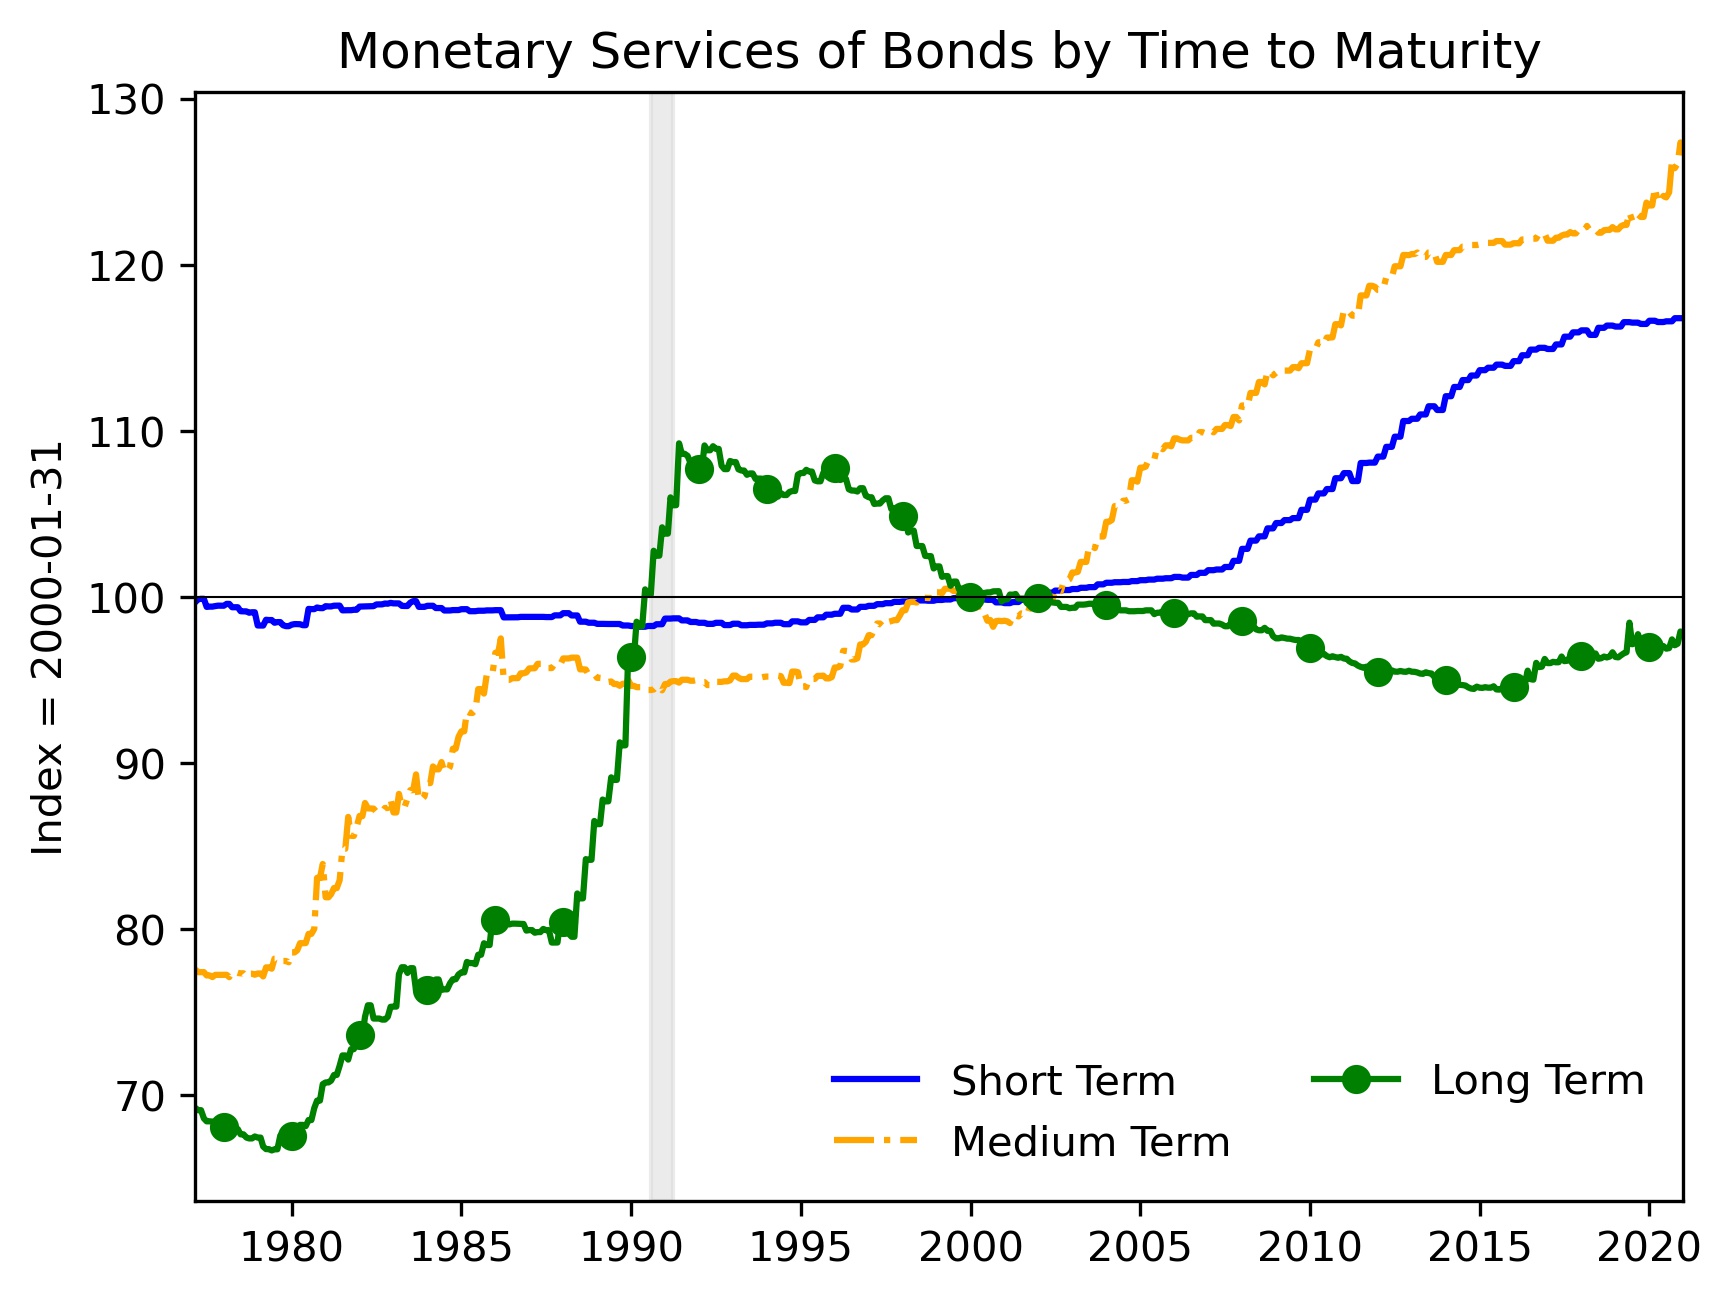 Monetary Services of Bonds by Time to Maturity
Index = 2000-01-31
130
120
110
100
90
80
70
1980 1985 1990 1995 2000 2005 2010 2015 2020
Short Term
Medium Term
Long Term